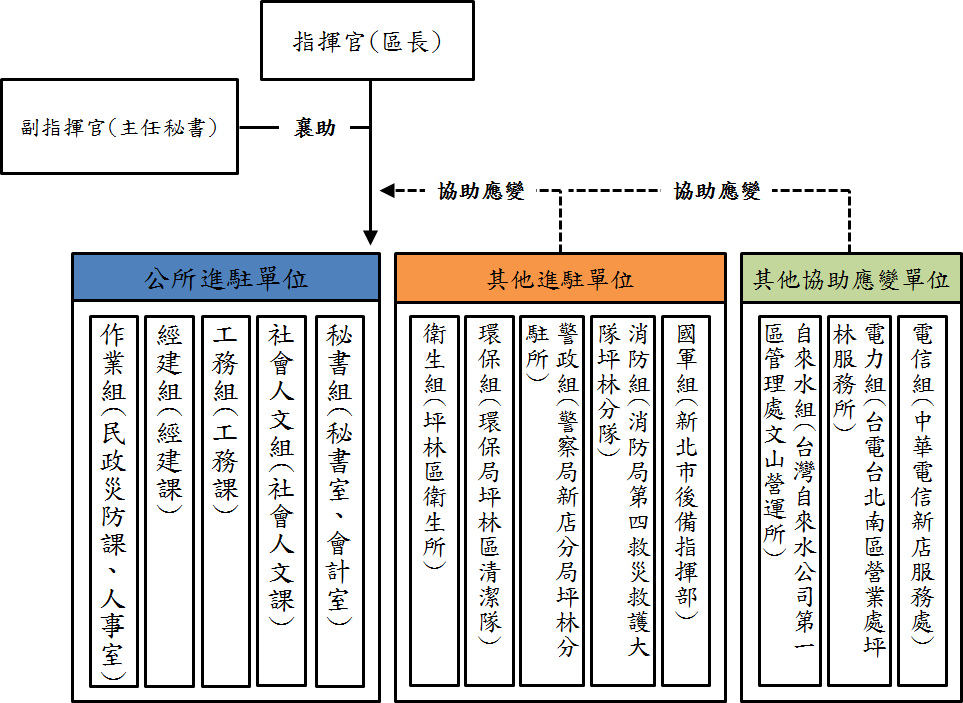 指揮官(區長)
副指揮官(主任秘書)
襄助
協助應變
協助應變
公所進駐單位
作業組(民政災防課、人事室)
經建組(經建課)
工務組(工務課)
社會人文組(社會人文課)
秘書組(秘書室、會計室)
其他進駐單位
衛生組(坪林區衛生所)
環保組(環保局坪林區清潔隊)
警政組(警察局新店分局坪林分
駐所)
消防組(消防局第四救災救護大
隊坪林分隊)
國軍組(新北市後備指揮部)
其他協助應變單位
自來水組(台灣自來水公司第一
區管理處文山營運所)
電力組(台電台北南區營業處坪
林服務所)
電信組(中華電信新店服務處)